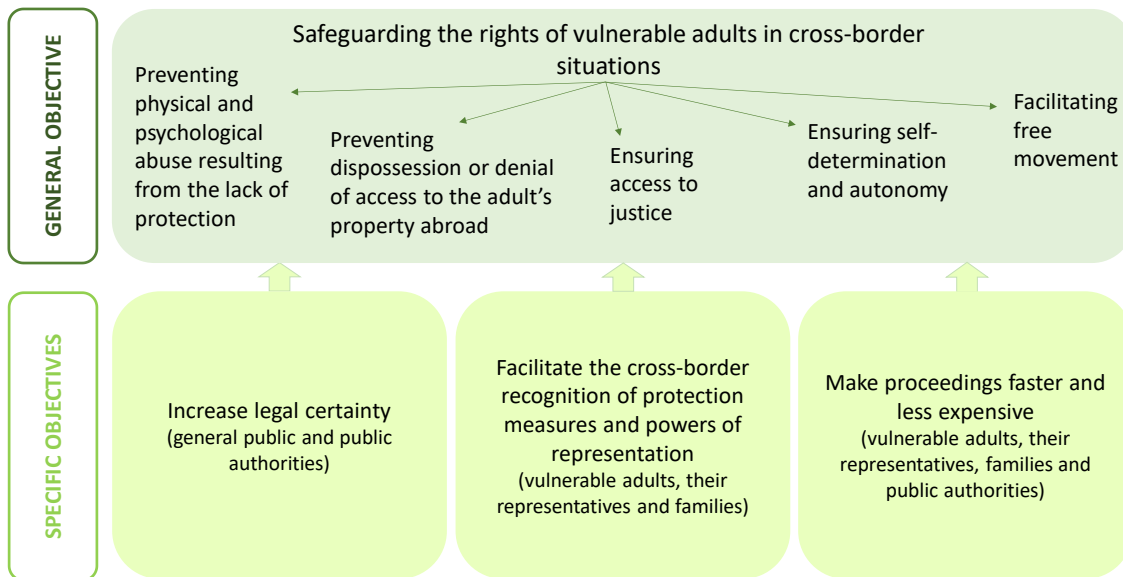 GENERAL OBJECTIVE
Safeguarding the rights of vulnerable adults in cross-border
situations
Preventing
physical and
psychological
abuse resulting
from the lack of
protection
Preventing
dispossession or denial
of access to the adult’s
property abroad
Ensuring
access to
justice
Ensuring self-
determination
and autonomy
Facilitating
free
movement
SPECIFIC OBJECTIVES
Increase legal certainty
(general public and public
authorities)
Facilitate the cross-border
recognition of protection
measures and powers of
representation
(vulnerable adults, their
representatives and families)
Make proceedings faster and
less expensive
(vulnerable adults, their
representatives, families and
public authorities)